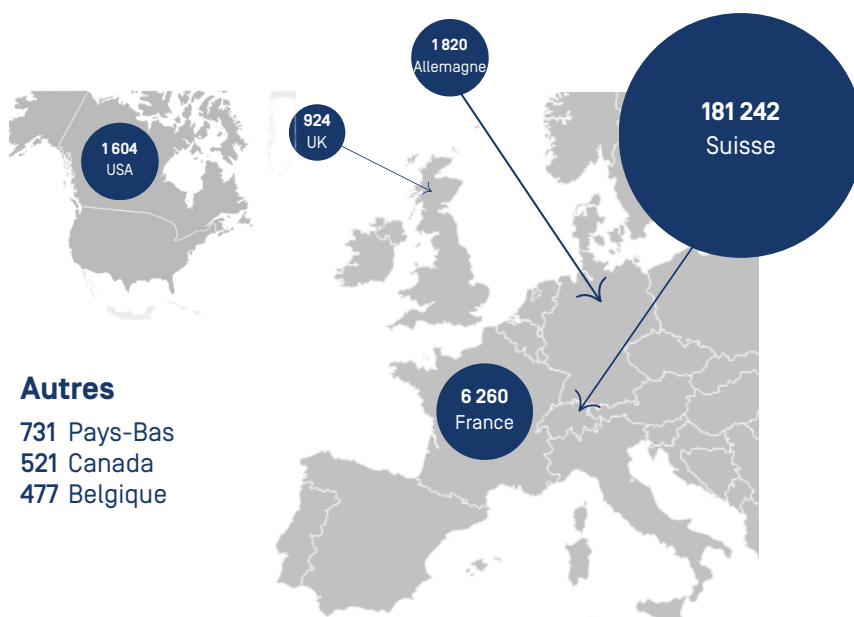 1 820
Allemagne
181 242
Suisse
924
UK
1 604
USA
6 260
France
Autres
731 Pays-Bas
521 Canada
477 Belgique